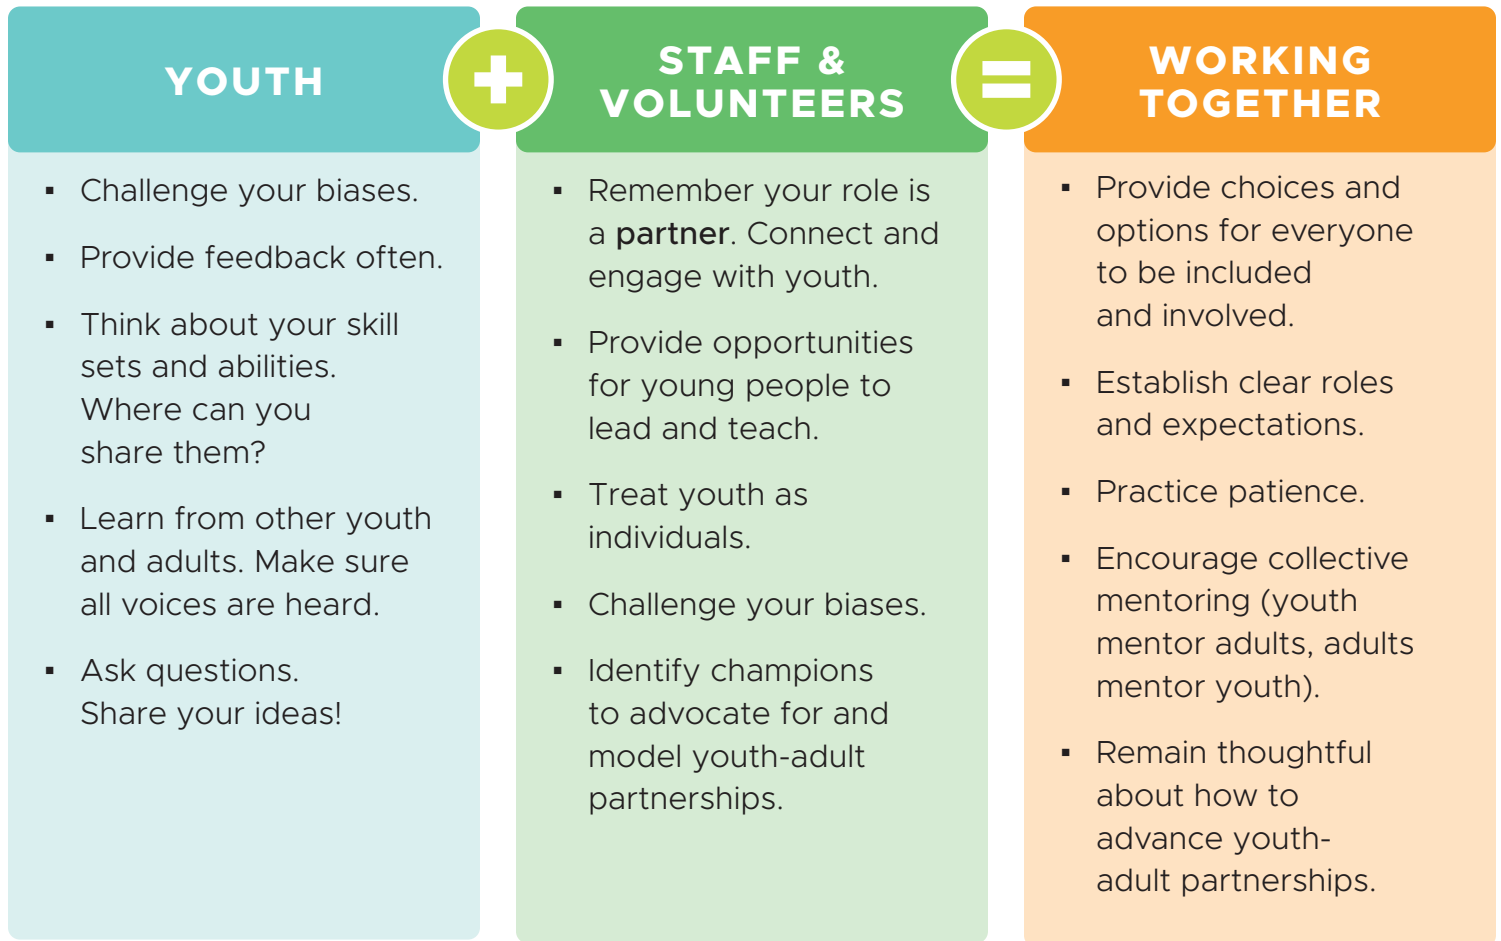 YOUTH
▪ Challenge your biases.
▪ Provide feedback often.
▪ Think about your skill
sets and abilities.
Where can you
share them?
▪ Learn from other youth
and adults. Make sure
all voices are heard.
▪ Ask questions.
Share your ideas!
+
STAFF &
VOLUNTEERS
▪ Remember your role is
a partner. Connect and
engage with youth.
▪ Provide opportunities
for young people to
lead and teach.
▪ Treat youth as
individuals.
▪ Challenge your biases.
▪ Identify champions
to advocate for and
model youth-adult
partnerships.
=
WORKING
TOGETHER
▪ Provide choices and
options for everyone
to be included
and involved.
▪ Establish clear roles
and expectations.
▪ Practice patience.
▪ Encourage collective
mentoring (youth
mentor adults, adults
mentor youth).
▪ Remain thoughtful
about how to
advance youth-
adult partnerships.